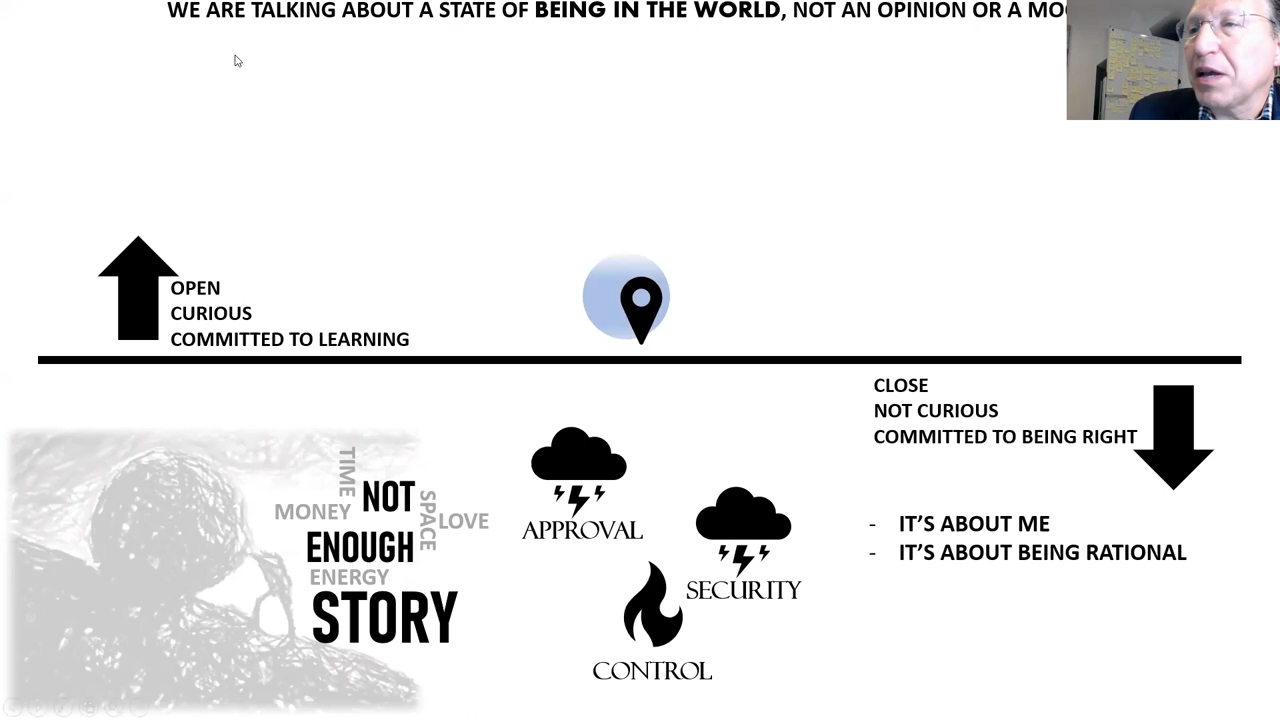 WE ARE TALKING ABOUT A STATE OF BEING IN THE WORLD, NOT AN OPINION OR A
OPEN
CURIOUS
COMMITTED TO LEARNING
CLOSE
NOT CURIOUS
COMMITTED TO BEING RIGHT
TIME
NOT
MONEY
SPACE
LOVE
ENOUGH
ENERGY
STORY
APPROVAL
SECURITY
CONTROL
- IT'S ABOUT ME
- IT'S ABOUT BEING RATIONAL